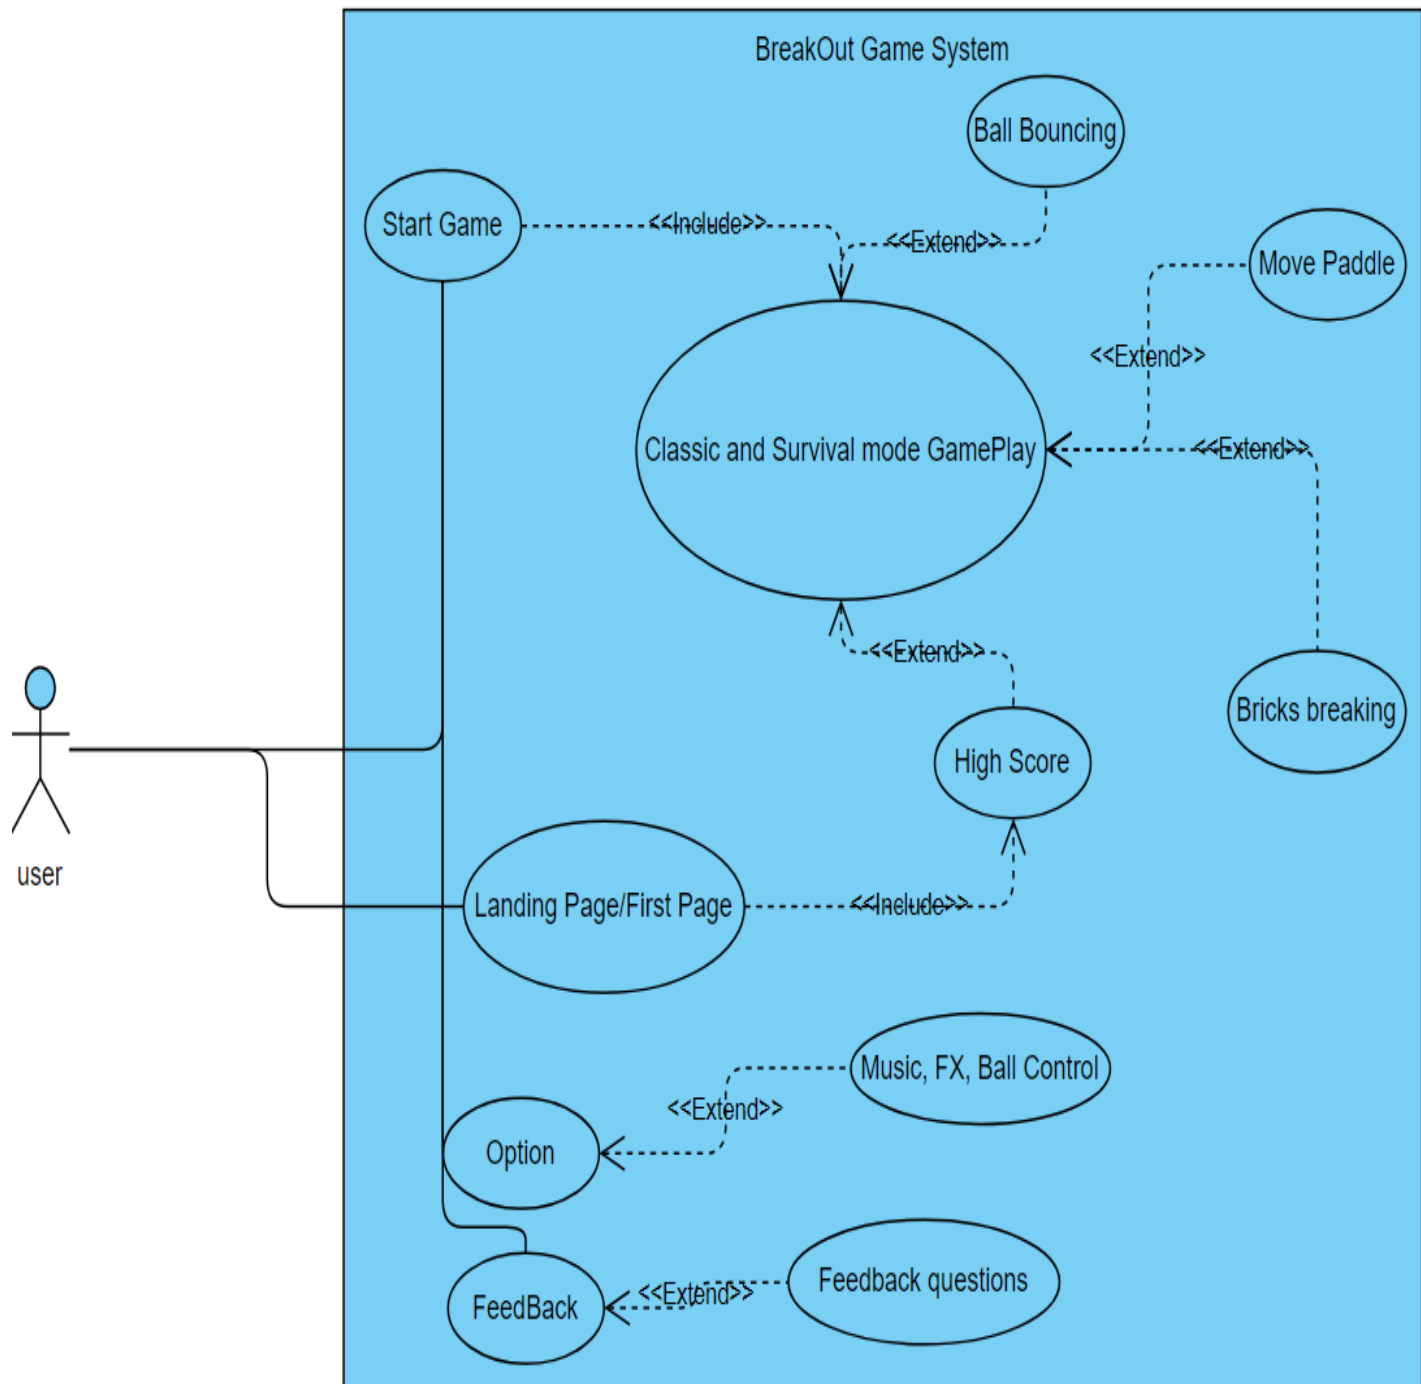 BreakOut Game System
Ball Bouncing
Start Game
<<Include>>
<<Extend>>
Move Paddle
<<Extend>>
Classic and Survival mode GamePlay
<<Extend>>
<<Extend>>
Bricks breaking
High Score
user
Landing Page/First Page
<<Include>>
Music, FX, Ball Control
<<Extend>>
Option
Feedback questions
<<Extend>>
FeedBack